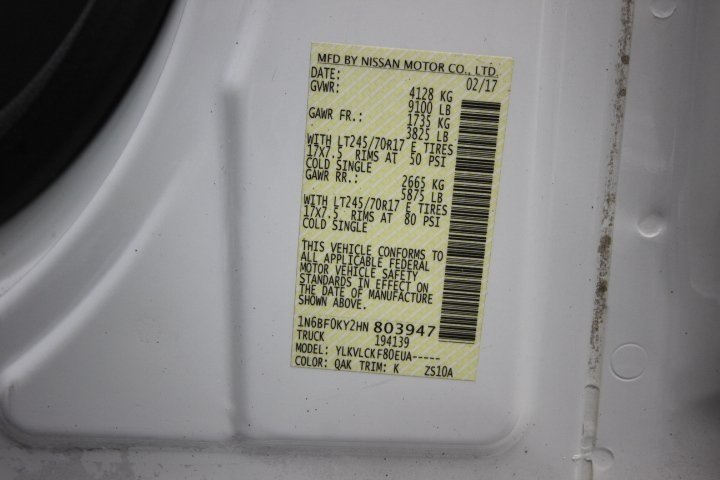 MFD BY NISSAN MOTOR CO., LTD.
DATE: 02/17
GVWR: 4128 KG
9100 LB
GAWR FR.: 1735 KG
3825 LB
WITH LT245/70R17 E TIRES
17X7.5 RIMS AT 50 PSI
COLD SINGLE
GAWR RR.: 2665 KG
5875 LB
WITH LT245/70R17 E TIRES
17X7.5 RIMS AT 80 PSI
COLD SINGLE
THIS VEHICLE CONFORMS TO
ALL APPLICABLE FEDERAL
MOTOR VEHICLE SAFETY
STANDARDS IN EFFECT ON
THE DATE OF MANUFACTURE
SHOWN ABOVE.
1N6BF0KY2HN 803947
TRUCK 194139
MODEL: YLKVLCKF80EUA-----
COLOR: QAK TRIM: K ZS10A